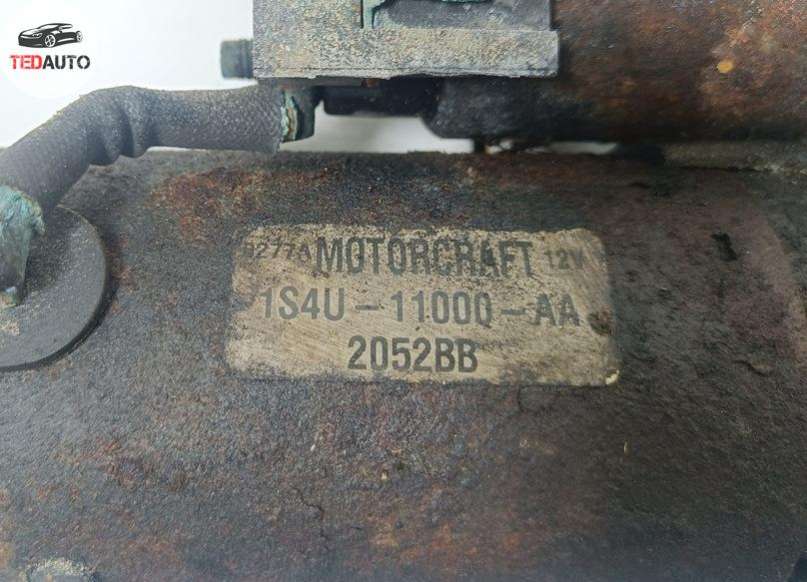 TEDAUTO
MOTORCRAFT 12V
1S4U-11000-AA
2052BB